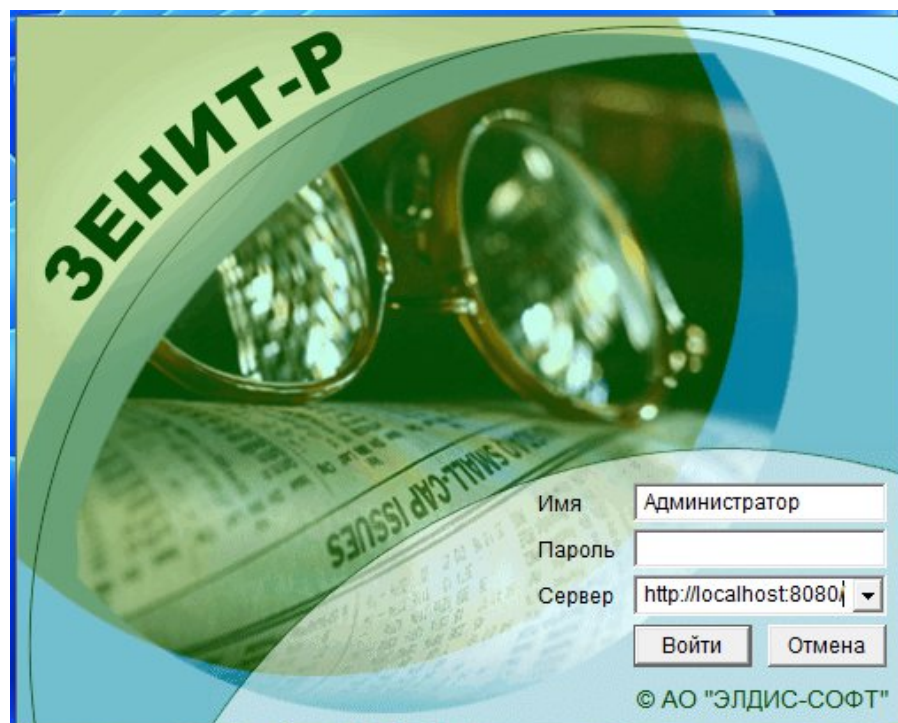 ЗЕНИТ-Р
SMALL-CAP ISSUES
Имя
Администратор
Пароль
Сервер
http://localhost:8080/
Войти
Отмена
© АО "ЭЛДИС-СОФТ"